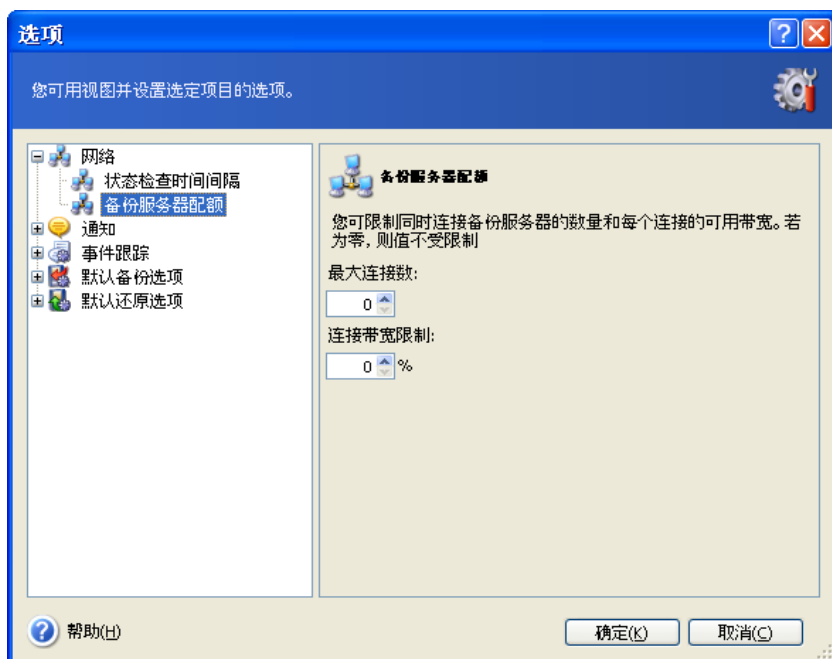 选项
您可用视图并设置选定项目的选项。
网络
状态检查时间间隔
备份服务器配额
通知
事件跟踪
默认备份选项
默认还原选项
备份服务器配额
您可限制同时连接备份服务器的数量和每个连接的可用带宽。若
为零，则值不受限制
最大连接数:
0
连接带宽限制:
0 %
帮助(H)
确定(K)
取消(C)